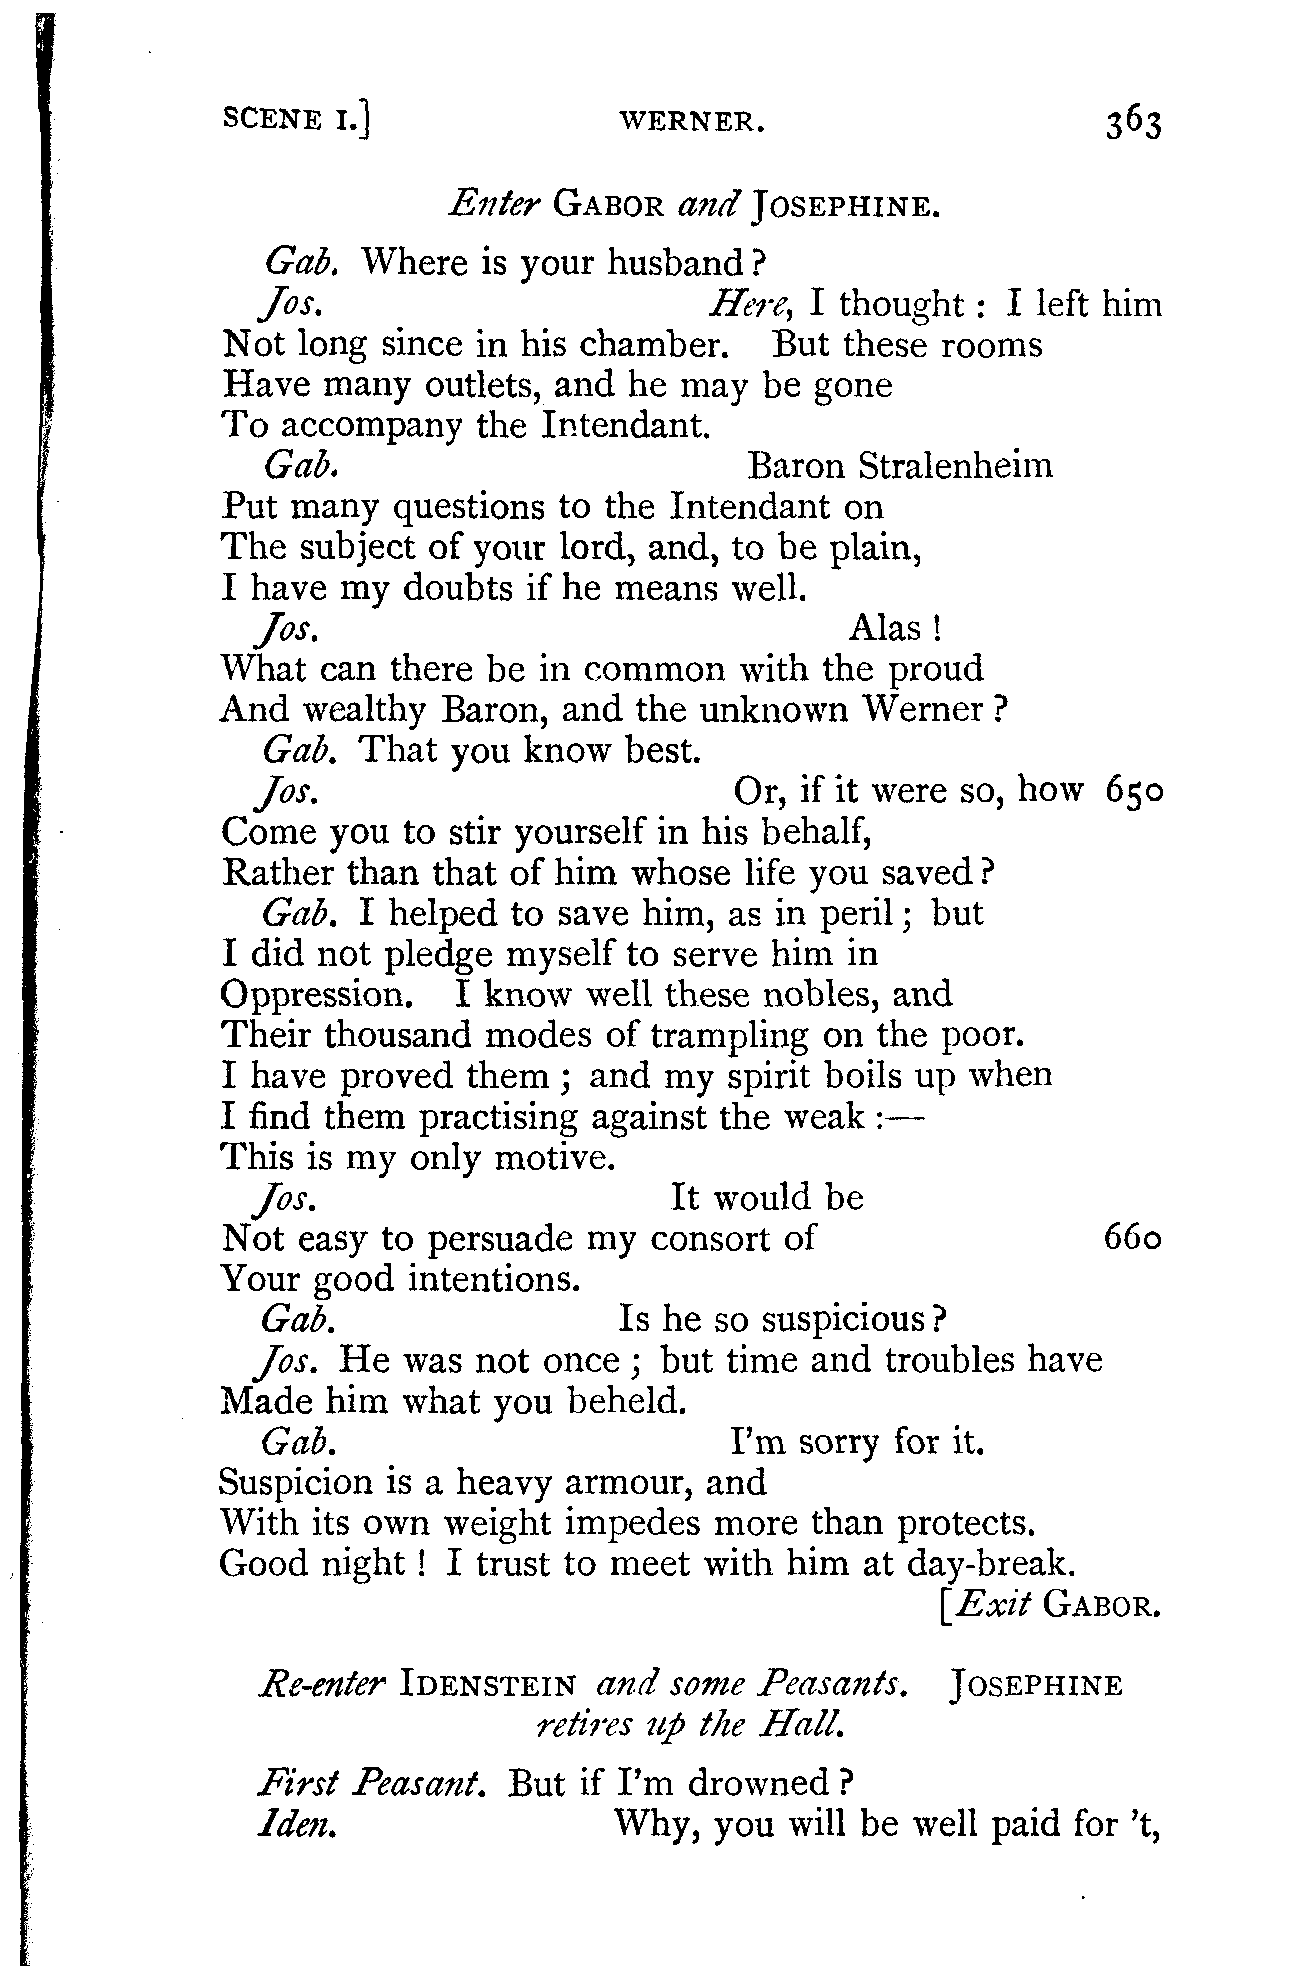 SCENE I.] WERNER. 363
Enter GABOR and JOSEPHINE.
Gab. Where is your husband?
Jos. Here, I thought: I left him
Not long since in his chamber. But these rooms
Have many outlets, and he may be gone
To accompany the Intendant.
Gab. Baron Stralenheim
Put many questions to the Intendant on
The subject of your lord, and, to be plain,
I have my doubts if he means well.
Jos. Alas!
What can there be in common with the proud
And wealthy Baron, and the unknown Werner?
Gab. That you know best.
Jos. Or, if it were so, how 650
Come you to stir yourself in his behalf,
Rather than that of him whose life you saved?
Gab. I helped to save him, as in peril; but
I did not pledge myself to serve him in
Oppression. I know well these nobles, and
Their thousand modes of trampling on the poor.
I have proved them; and my spirit boils up when
I find them practising against the weak:—
This is my only motive.
Jos. It would be
Not easy to persuade my consort of 660
Your good intentions.
Gab. Is he so suspicious?
Jos. He was not once; but time and troubles have
Made him what you beheld.
Gab. I'm sorry for it.
Suspicion is a heavy armour, and
With its own weight impedes more than protects.
Good night! I trust to meet with him at day-break.
[Exit GABOR.
Re-enter IDENSTEIN and some Peasants. JOSEPHINE
retires up the Hall.
First Peasant. But if I'm drowned?
Iden. Why, you will be well paid for 't,